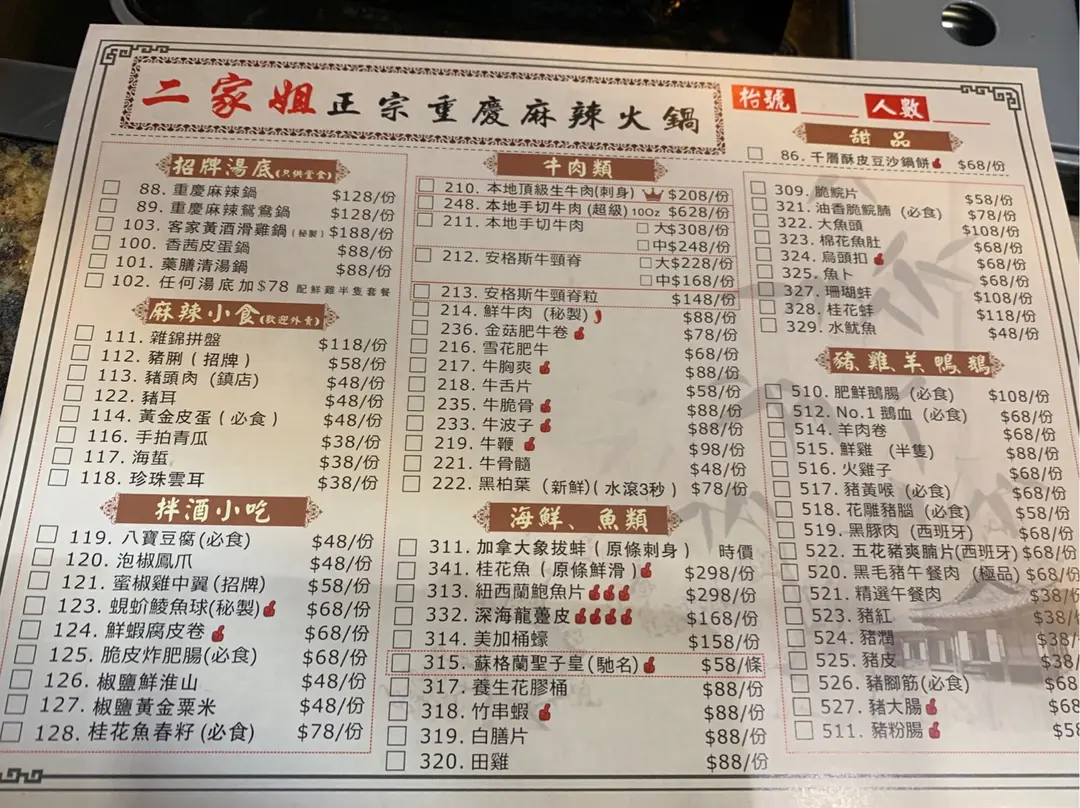 二家姐正宗重慶麻辣火鍋
枱號 人數
招牌湯底(只供堂食)
88. 重慶麻辣鍋 $128/份
89. 重慶麻辣鴛鴦鍋 $128/份
103. 客家黃酒滑雞鍋(秘製) $188/份
100. 香茜皮蛋鍋 $88/份
101. 藥膳清湯鍋 $88/份
102. 任何湯底加$78 配鮮雞半隻套餐
麻辣小食(歡迎外賣)
111. 雜錦拼盤 $118/份
112. 豬脷(招牌) $58/份
113. 豬頭肉(鎮店) $48/份
122. 豬耳 $48/份
114. 黃金皮蛋(必食) $48/份
116. 手拍青瓜 $38/份
117. 海蜇 $38/份
118. 珍珠雲耳 $38/份
拌酒小吃
119. 八寶豆腐(必食) $48/份
120. 泡椒鳳爪 $48/份
121. 蜜椒雞中翼(招牌) $58/份
123. 蜆蚧鯪魚球(秘製) $68/份
124. 鮮蝦腐皮卷 $68/份
125. 脆皮炸肥腸(必食) $68/份
126. 椒鹽鮮淮山 $48/份
127. 椒鹽黃金粟米 $48/份
128. 桂花魚春籽(必食) $78/份
牛肉類
210. 本地頂級生牛肉(刺身) $208/份
248. 本地手切牛肉(超級)10Oz $628/份
211. 本地手切牛肉 大$308/份
中$248/份
212. 安格斯牛頸脊 大$228/份
中$168/份
213. 安格斯牛頸脊粒 $148/份
214. 鮮牛肉(秘製) $88/份
236. 金菇肥牛卷 $78/份
216. 雪花肥牛 $68/份
217. 牛胸爽 $88/份
218. 牛舌片 $58/份
235. 牛脆骨 $88/份
233. 牛波子 $88/份
219. 牛鞭 $98/份
221. 牛骨髓 $48/份
222. 黑柏葉(新鮮)(水滾3秒) $78/份
海鮮、魚類
311. 加拿大象拔蚌(原條刺身) 時價
341. 桂花魚(原條鮮滑) $298/份
313. 紐西蘭鮑魚片 $298/份
332. 深海龍躉皮 $168/份
314. 美加桶蠔 $158/份
315. 蘇格蘭聖子皇(馳名) $58/條
317. 養生花膠桶 $88/份
318. 竹串蝦 $88/份
319. 白膳片 $88/份
320. 田雞 $88/份
甜品
86. 千層酥皮豆沙鍋餅 $68/份
309. 脆脘片 $58/份
321. 油香脆脘腩(必食) $78/份
322. 大魚頭 $108/份
323. 棉花魚肚 $68/份
324. 烏頭扣 $68/份
325. 魚卜 $68/份
327. 珊瑚蚌 $108/份
328. 桂花蚌 $118/份
329. 水魷魚 $48/份
豬雞羊鴨鵝
510. 肥鮮鵝腸(必食) $108/份
512. No.1 鵝血(必食) $68/份
514. 羊肉卷 $68/份
515. 鮮雞(半隻) $88/份
516. 火雞子 $68/份
517. 豬黃喉(必食) $68/份
518. 花雕豬腦(必食) $58/份
519. 黑豚肉(西班牙) $68/份
522. 五花豬爽腩片(西班牙) $68/份
520. 黑毛豬午餐肉(極品) $68/份
521. 精選午餐肉 $38/份
523. 豬紅 $38/份
524. 豬潤 $38/
525. 豬皮 $38/
526. 豬腳筋(必食) $68
527. 豬大腸 $68
511. 豬粉腸 $58